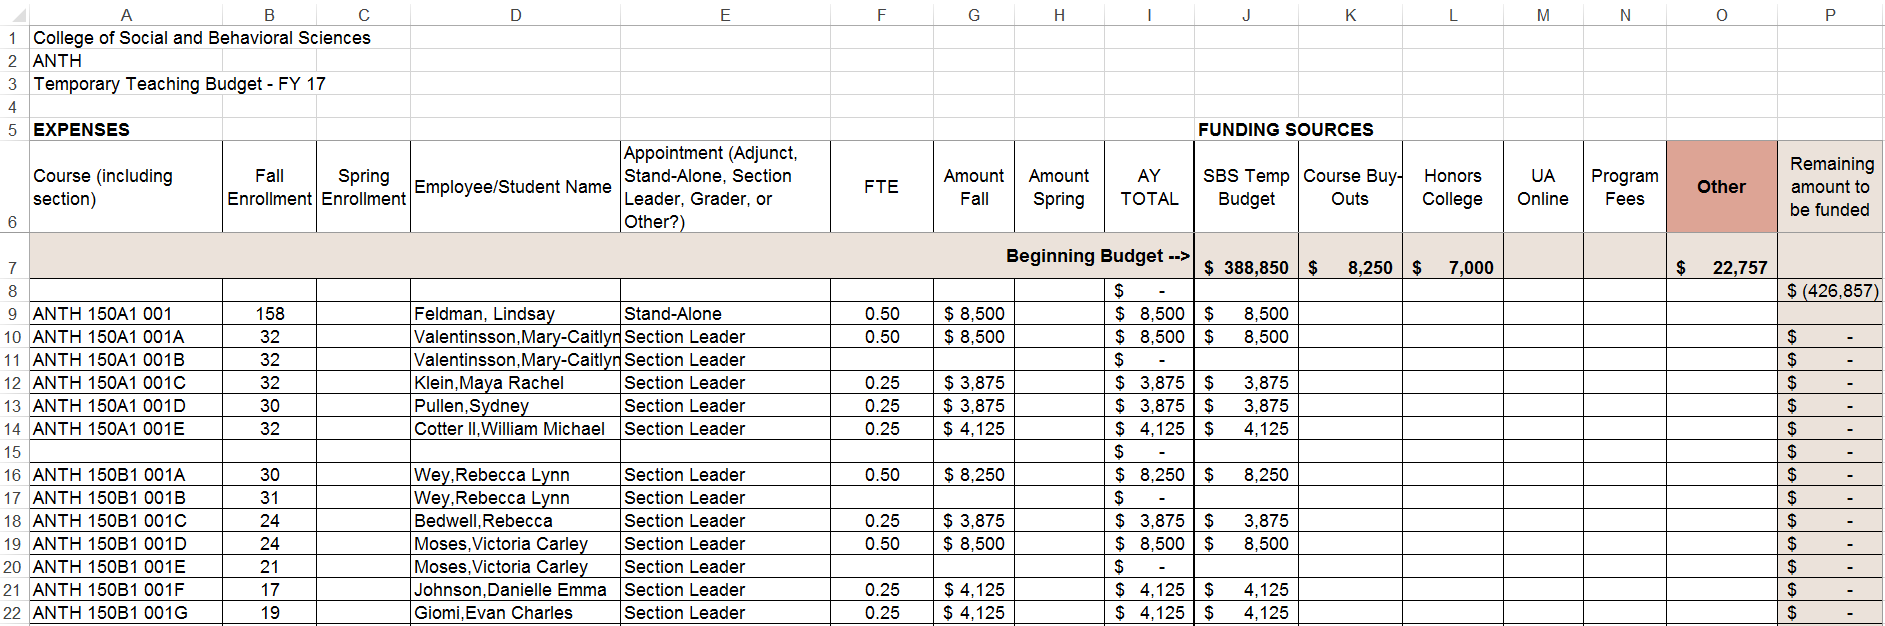 A B C D E F G H I J K L M N O P
1 College of Social and Behavioral Sciences
2 ANTH
3 Temporary Teaching Budget - FY 17
4
5 EXPENSES FUNDING SOURCES
6 Course (including section) Fall Enrollment Spring Enrollment Employee/Student Name Appointment (Adjunct, Stand-Alone, Section Leader, Grader, or Other?) FTE Amount Fall Amount Spring AY TOTAL SBS Temp Budget Course Buy-Outs Honors College UA Online Program Fees Other Remaining amount to be funded
7 Beginning Budget --> $ 388,850 $ 8,250 $ 7,000 $ 22,757
8 $ - $ (426,857)
9 ANTH 150A1 001 158 Feldman, Lindsay Stand-Alone 0.50 $ 8,500 $ 8,500 $ 8,500
10 ANTH 150A1 001A 32 Valentinsson,Mary-Caitlyn Section Leader 0.50 $ 8,500 $ 8,500 $ 8,500 $ -
11 ANTH 150A1 001B 32 Valentinsson,Mary-Caitlyn Section Leader $ - $ -
12 ANTH 150A1 001C 32 Klein,Maya Rachel Section Leader 0.25 $ 3,875 $ 3,875 $ 3,875 $ -
13 ANTH 150A1 001D 30 Pullen,Sydney Section Leader 0.25 $ 3,875 $ 3,875 $ 3,875 $ -
14 ANTH 150A1 001E 32 Cotter II,William Michael Section Leader 0.25 $ 4,125 $ 4,125 $ 4,125 $ -
15 $ - $ -
16 ANTH 150B1 001A 30 Wey,Rebecca Lynn Section Leader 0.50 $ 8,250 $ 8,250 $ 8,250 $ -
17 ANTH 150B1 001B 31 Wey,Rebecca Lynn Section Leader $ - $ -
18 ANTH 150B1 001C 24 Bedwell,Rebecca Section Leader 0.25 $ 3,875 $ 3,875 $ 3,875 $ -
19 ANTH 150B1 001D 24 Moses,Victoria Carley Section Leader 0.50 $ 8,500 $ 8,500 $ 8,500 $ -
20 ANTH 150B1 001E 21 Moses,Victoria Carley Section Leader $ - $ -
21 ANTH 150B1 001F 17 Johnson,Danielle Emma Section Leader 0.25 $ 4,125 $ 4,125 $ 4,125 $ -
22 ANTH 150B1 001G 19 Giomi,Evan Charles Section Leader 0.25 $ 4,125 $ 4,125 $ 4,125 $ -